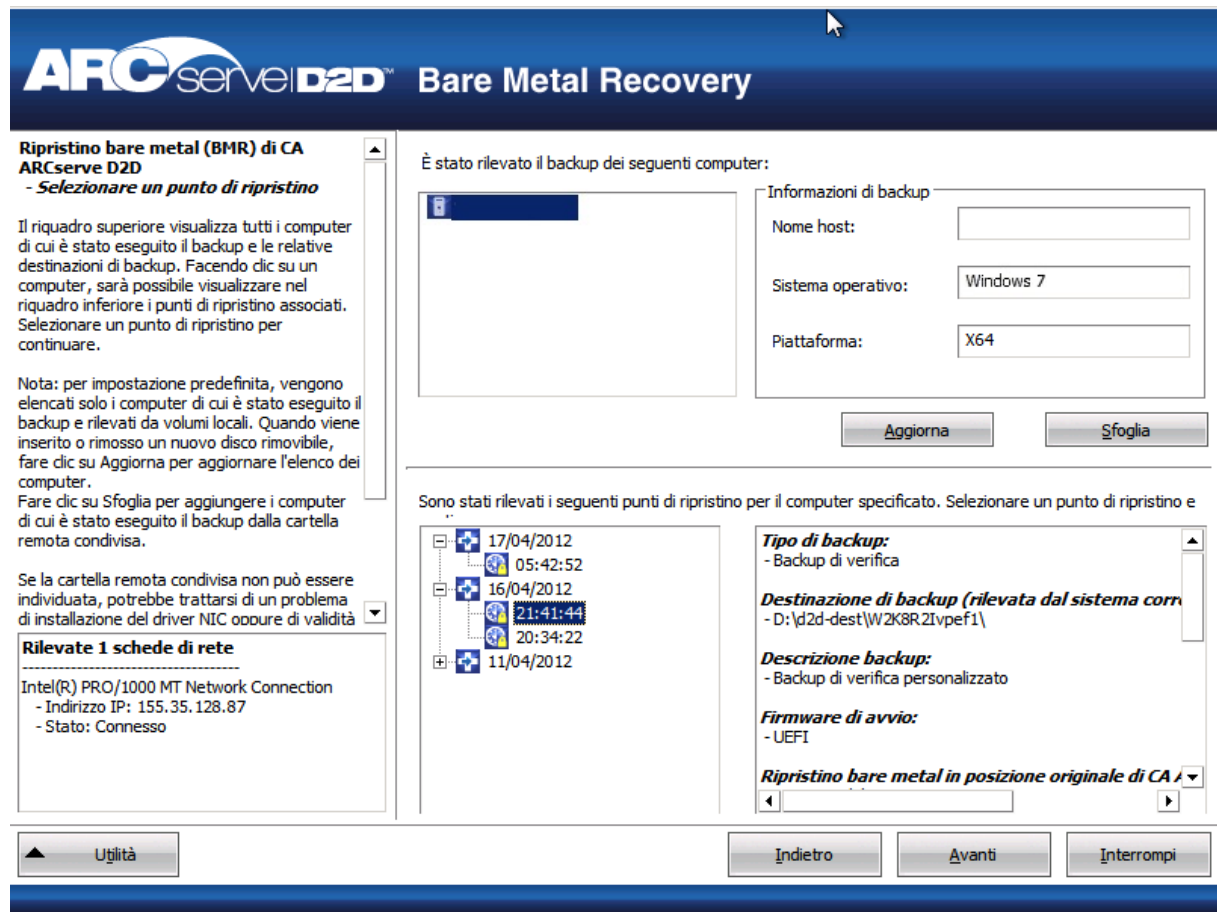 ARCserve D2D™ Bare Metal Recovery
Ripristino bare metal (BMR) di CA
ARCserve D2D
- Selezionare un punto di ripristino
Il riquadro superiore visualizza tutti i computer
di cui è stato eseguito il backup e le relative
destinazioni di backup. Facendo clic su un
computer, sarà possibile visualizzare nel
riquadro inferiore i punti di ripristino associati.
Selezionare un punto di ripristino per
continuare.
Nota: per impostazione predefinita, vengono
elencati solo i computer di cui è stato eseguito il
backup e rilevati da volumi locali. Quando viene
inserito o rimosso un nuovo disco rimovibile,
fare clic su Aggiorna per aggiornare l'elenco dei
computer.
Fare clic su Sfoglia per aggiungere i computer
di cui è stato eseguito il backup dalla cartella
remota condivisa.
Se la cartella remota condivisa non può essere
individuata, potrebbe trattarsi di un problema
di installazione del driver NIC oppure di validità
Rilevate 1 schede di rete
------------------------------------
Intel(R) PRO/1000 MT Network Connection
- Indirizzo IP: 155.35.128.87
- Stato: Connesso
È stato rilevato il backup dei seguenti computer:
Informazioni di backup
Nome host:
Sistema operativo: Windows 7
Piattaforma: X64
Aggiorna
Sfoglia
Sono stati rilevati i seguenti punti di ripristino per il computer specificato. Selezionare un punto di ripristino e
17/04/2012
05:42:52
16/04/2012
21:41:44
20:34:22
11/04/2012
Tipo di backup:
- Backup di verifica
Destinazione di backup (rilevata dal sistema corr
- D:\d2d-dest\W2K8R2Ivpef1\
Descrizione backup:
- Backup di verifica personalizzato
Firmware di avvio:
- UEFI
Ripristino bare metal in posizione originale di CA
Utilità
Indietro
Avanti
Interrompi